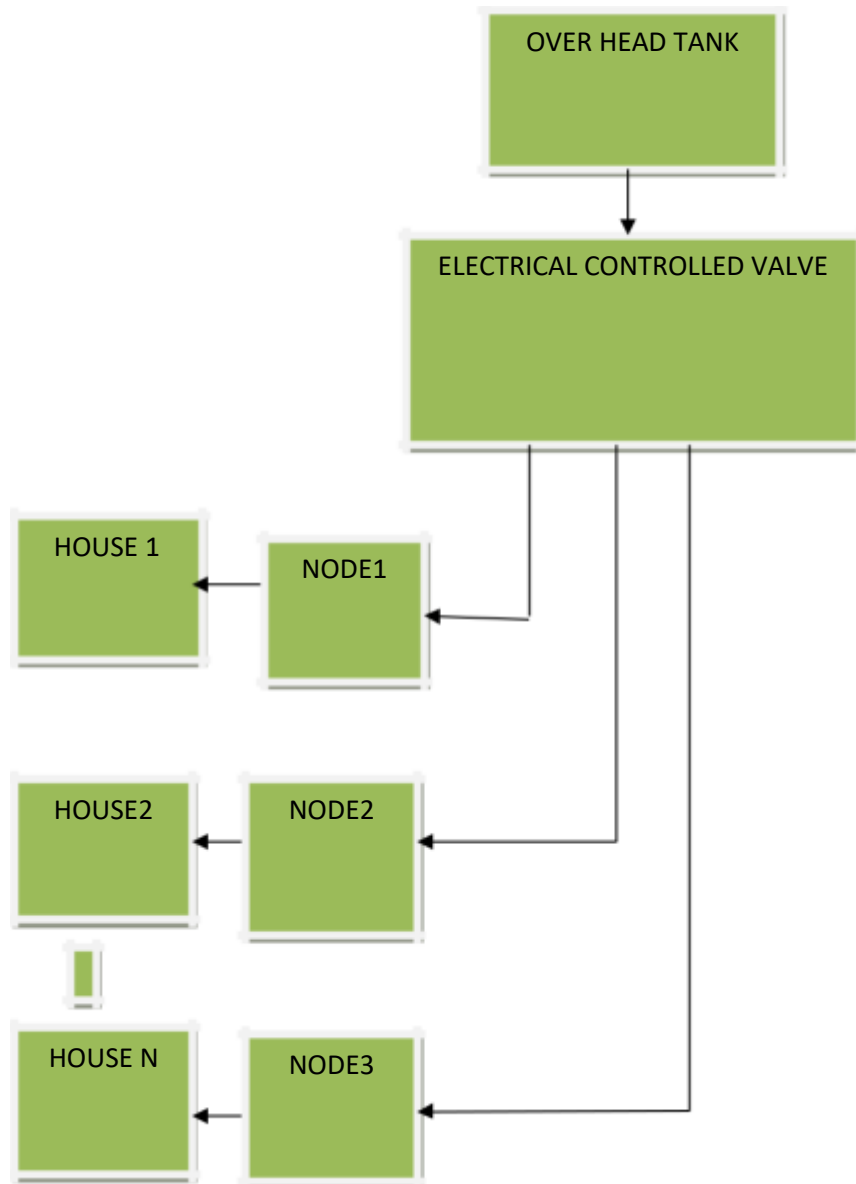 OVER HEAD TANK
ELECTRICAL CONTROLLED VALVE
HOUSE 1
NODE1
HOUSE2
NODE2
HOUSE N
NODE3